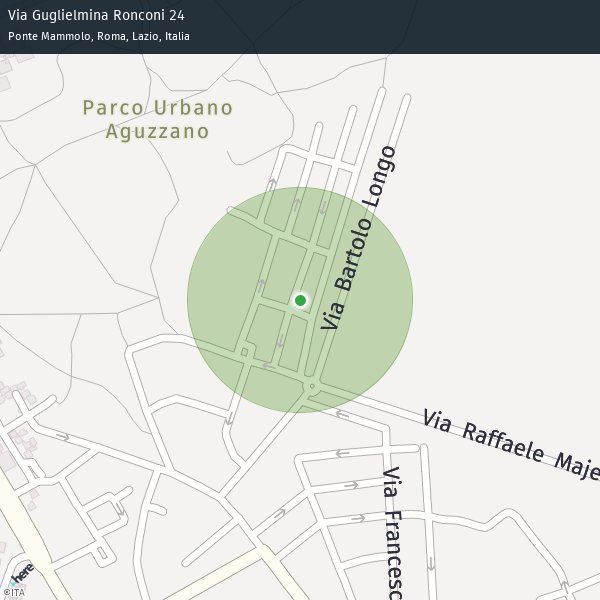 Via Guglielmina Ronconi 24
Ponte Mammolo, Roma, Lazio, Italia
Parco Urbano
Aguzzano
Via Bartolo Longo
Via Raffaele Maje
Via Francesc
here
©ITA